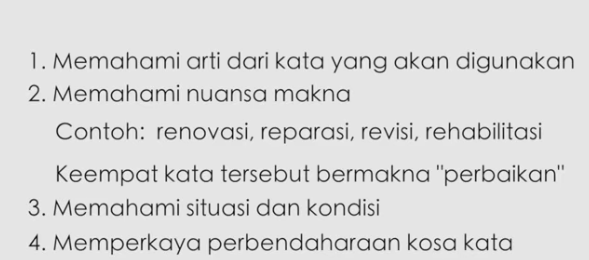 1. Memahami arti dari kata yang akan digunakan
2. Memahami nuansa makna
Contoh: renovasi, reparasi, revisi, rehabilitasi
Keempat kata tersebut bermakna "perbaikan"
3. Memahami situasi dan kondisi
4. Memperkaya perbendaharaan kosa kata